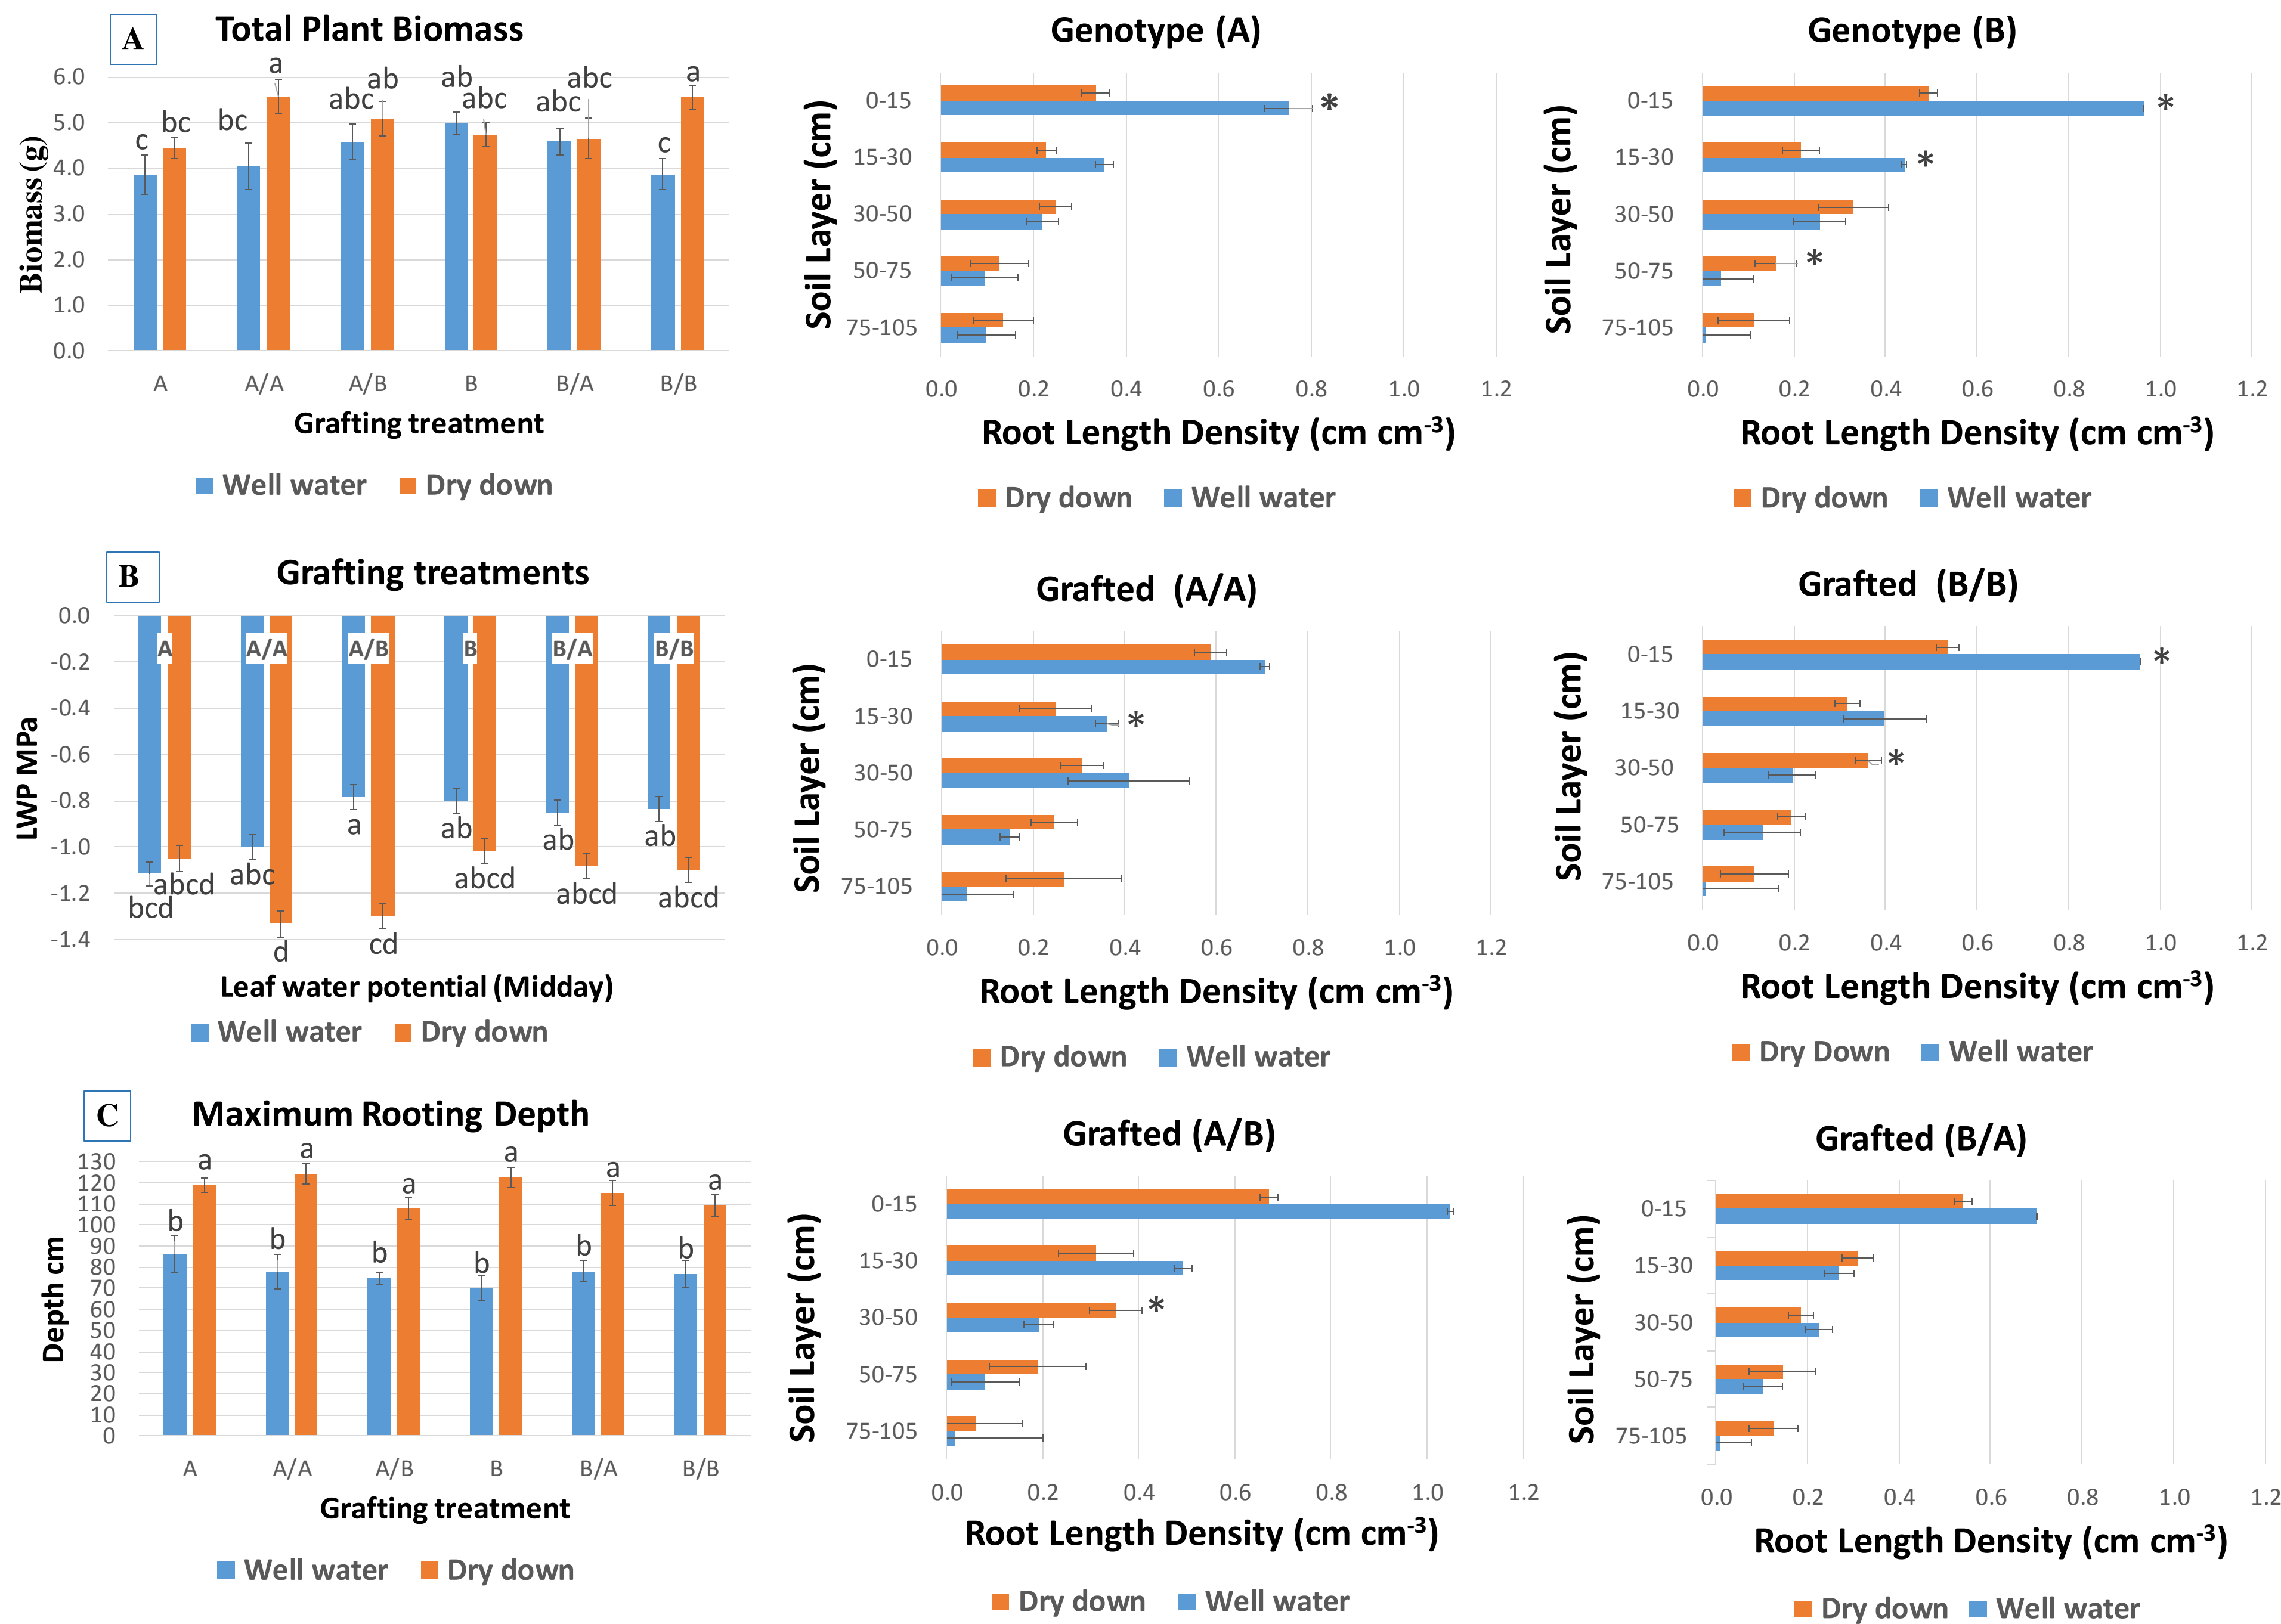 A
Total Plant Biomass
Biomass (g)
6.0
5.0
4.0
3.0
2.0
1.0
0.0
c bc bc a abc ab ab abc abc abc c a
A A/A A/B B B/A B/B
Grafting treatment
Well water Dry down
Genotype (A)
Soil Layer (cm)
0-15 *
15-30
30-50
50-75
75-105
0.0 0.2 0.4 0.6 0.8 1.0 1.2
Root Length Density (cm cm-3)
Dry down Well water
Genotype (B)
Soil Layer (cm)
0-15 *
15-30 *
30-50
50-75 *
75-105
0.0 0.2 0.4 0.6 0.8 1.0 1.2
Root Length Density (cm cm-3)
Dry down Well water
B
Grafting treatments
LWP MPa
0.0
-0.2
-0.4
-0.6
-0.8
-1.0
-1.2
-1.4
A A/A A/B B B/A B/B
bcd abcd abc d a cd ab abcd ab abcd ab abcd
Leaf water potential (Midday)
Well water Dry down
Grafted (A/A)
Soil Layer (cm)
0-15
15-30 *
30-50
50-75
75-105
0.0 0.2 0.4 0.6 0.8 1.0 1.2
Root Length Density (cm cm-3)
Dry down Well water
Grafted (B/B)
Soil Layer (cm)
0-15 *
15-30
30-50 *
50-75
75-105
0.0 0.2 0.4 0.6 0.8 1.0 1.2
Root Length Density (cm cm-3)
Dry Down Well water
C
Maximum Rooting Depth
Depth cm
130
120
110
100
90
80
70
60
50
40
30
20
10
0
b a b a b a b a b a b a
A A/A A/B B B/A B/B
Grafting treatment
Well water Dry down
Grafted (A/B)
Soil Layer (cm)
0-15
15-30
30-50 *
50-75
75-105
0.0 0.2 0.4 0.6 0.8 1.0 1.2
Root Length Density (cm cm-3)
Dry down Well water
Grafted (B/A)
Soil Layer (cm)
0-15
15-30
30-50
50-75
75-105
0.0 0.2 0.4 0.6 0.8 1.0 1.2
Root Length Density (cm cm-3)
Dry down Well water